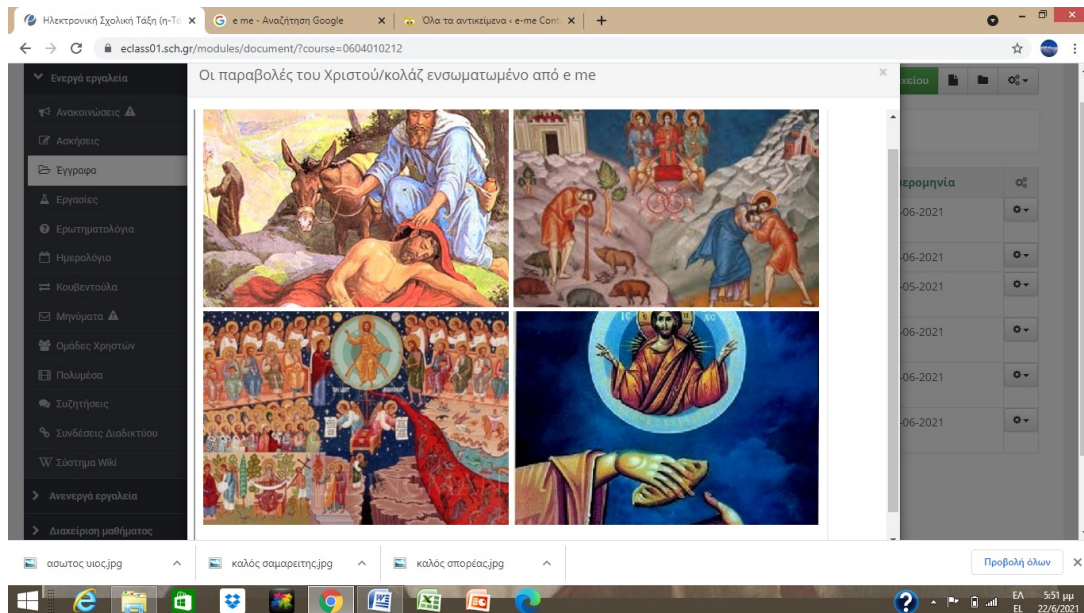 Ηλεκτρονική Σχολική Τάξη (η-Τά
e me - Αναζήτηση Google
Όλα τα αντικείμενα ‹ e-me Cont
eclass01.sch.gr/modules/document/?course=0604010212
Ενεργά εργαλεία
Οι παραβολές του Χριστού/κολάζ ενσωματωμένο από e me
Ανακοινώσεις
Ασκήσεις
Έγγραφα
Εργασίες
Ερωτηματολόγια
Ημερολόγιο
Κουβεντούλα
Μηνύματα
Ομάδες Χρηστών
Πολυμέσα
Συζητήσεις
Συνδέσεις Διαδικτύου
Σύστημα Wiki
Ανενεργά εργαλεία
Διαχείριση μαθήματος
χείου
ερομηνία
-06-2021
-06-2021
-05-2021
-06-2021
-06-2021
-06-2021
IC XC
ασωτος υιος.jpg
καλός σαμαρειτης.jpg
καλός σπορέας.jpg
Προβολή όλων
ΕΛ 5:51 μμ
EL 22/6/2021